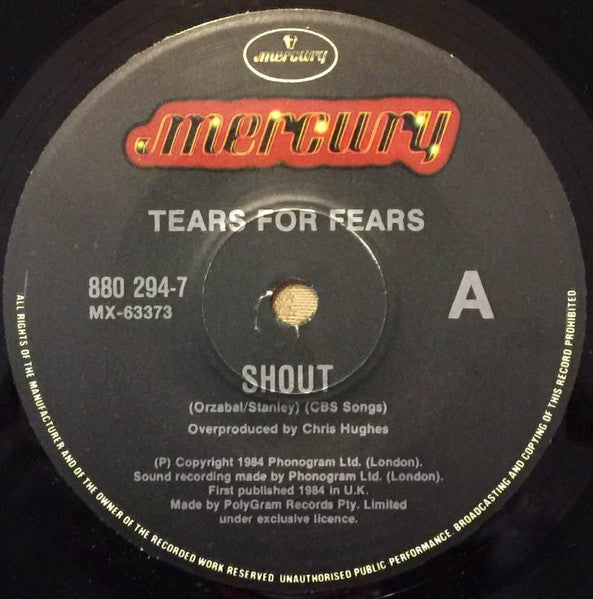 mercury
mercury
TEARS FOR FEARS
880 294-7
MX-63373
A
SHOUT
(Orzabal/Stanley) (CBS Songs)
Overproduced by Chris Hughes
(P) Copyright 1984 Phonogram Ltd. (London).
Sound recording made by Phonogram Ltd. (London).
First published 1984 in U.K.
Made by PolyGram Records Pty. Limited
under exclusive licence.
ALL RIGHTS OF THE MANUFACTURER AND OF THE OWNER OF THE RECORDED WORK RESERVED UNAUTHORISED PUBLIC PERFORMANCE BROADCASTING AND COPYING OF THIS RECORD PROHIBITED